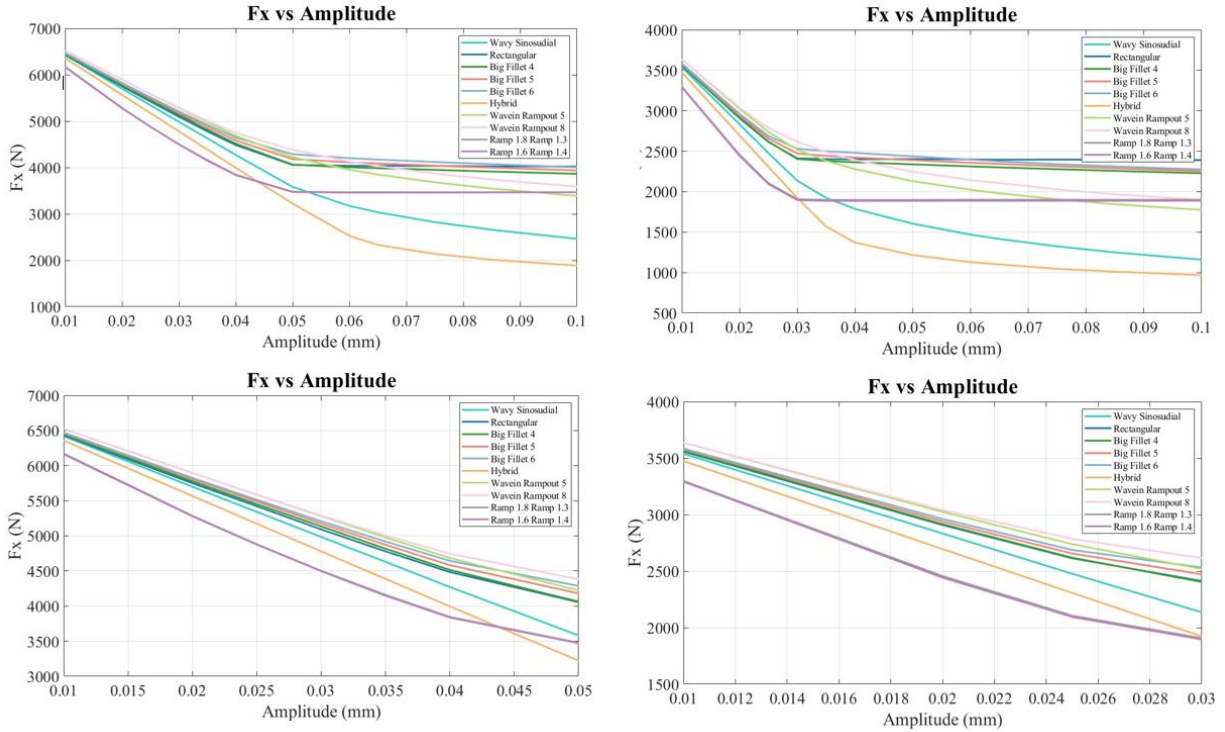 Fx vs Amplitude
7000
6000
5000
4000
3000
2000
1000
Fx (N)
0.01 0.02 0.03 0.04 0.05 0.06 0.07 0.08 0.09 0.1
Amplitude (mm)
Wavy Sinosudial
Rectangular
Big Fillet 4
Big Fillet 5
Big Fillet 6
Hybrid
Wavein Rampout 5
Wavein Rampout 8
Ramp 1.8 Ramp 1.3
Ramp 1.6 Ramp 1.4
Fx vs Amplitude
4000
3500
3000
2500
2000
1500
1000
500
0.01 0.02 0.03 0.04 0.05 0.06 0.07 0.08 0.09 0.1
Amplitude (mm)
Wavy Sinosudial
Rectangular
Big Fillet 4
Big Fillet 5
Big Fillet 6
Hybrid
Wavein Rampout 5
Wavein Rampout 8
Ramp 1.8 Ramp 1.3
Ramp 1.6 Ramp 1.4
Fx vs Amplitude
7000
6500
6000
5500
5000
4500
4000
3500
3000
Fx (N)
0.01 0.015 0.02 0.025 0.03 0.035 0.04 0.045 0.05
Amplitude (mm)
Wavy Sinosudial
Rectangular
Big Fillet 4
Big Fillet 5
Big Fillet 6
Hybrid
Wavein Rampout 5
Wavein Rampout 8
Ramp 1.8 Ramp 1.3
Ramp 1.6 Ramp 1.4
Fx vs Amplitude
4000
3500
3000
2500
2000
1500
Fx (N)
0.01 0.012 0.014 0.016 0.018 0.02 0.022 0.024 0.026 0.028 0.03
Amplitude (mm)
Wavy Sinosudial
Rectangular
Big Fillet 4
Big Fillet 5
Big Fillet 6
Hybrid
Wavein Rampout 5
Wavein Rampout 8
Ramp 1.8 Ramp 1.3
Ramp 1.6 Ramp 1.4